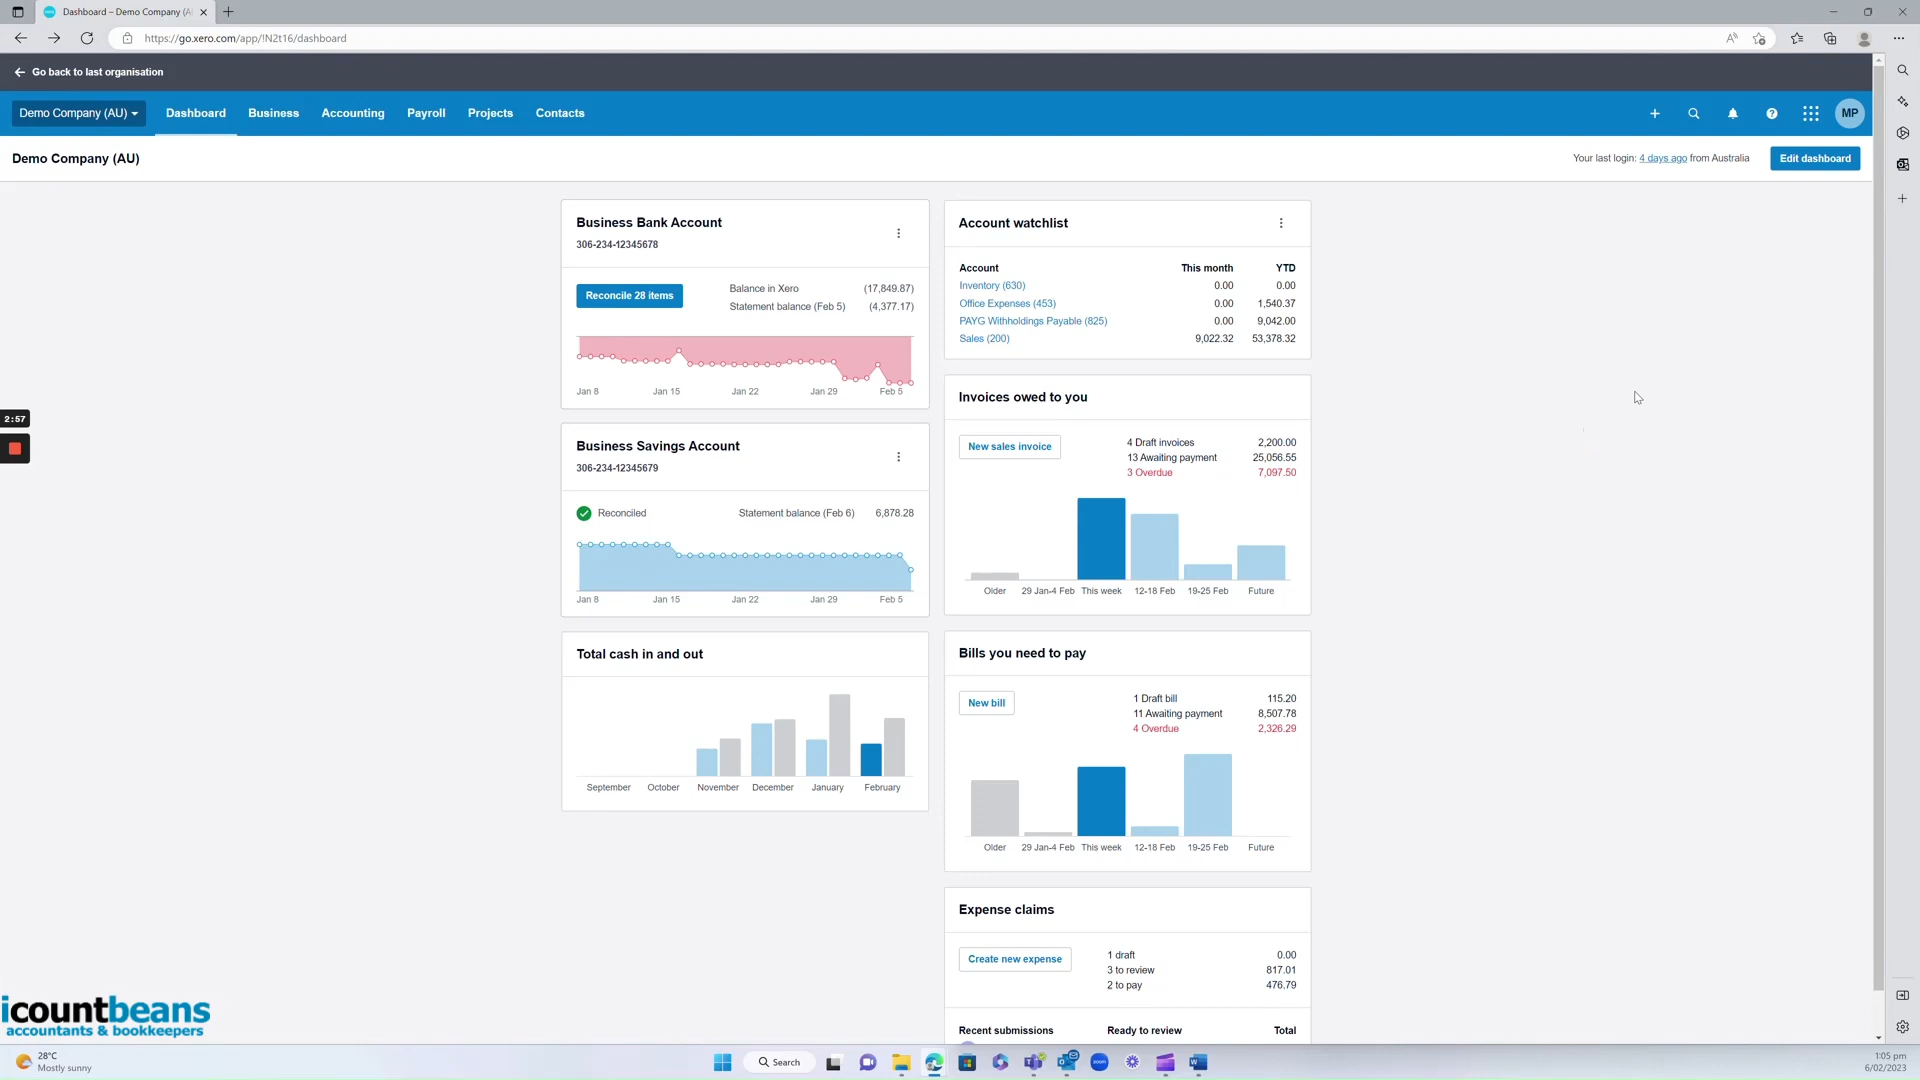 Dashboard – Demo Company (A
https://go.xero.com/app/!N2t16/dashboard
Go back to last organisation
Demo Company (AU)
Dashboard
Business
Accounting
Payroll
Projects
Contacts
MP
Demo Company (AU)
Your last login: 4 days ago from Australia
Edit dashboard
Business Bank Account
306-234-12345678
Reconcile 28 items
Balance in Xero (17,849.87)
Statement balance (Feb 5) (4,377.17)
Jan 8 Jan 15 Jan 22 Jan 29 Feb 5
2:57
Business Savings Account
306-234-12345679
Reconciled
Statement balance (Feb 6) 6,878.28
Jan 8 Jan 15 Jan 22 Jan 29 Feb 5
Total cash in and out
September October November December January February
Account watchlist
Account This month YTD
Inventory (630) 0.00 0.00
Office Expenses (453) 0.00 1,540.37
PAYG Withholdings Payable (825) 0.00 9,042.00
Sales (200) 9,022.32 53,378.32
Invoices owed to you
New sales invoice
4 Draft invoices 2,200.00
13 Awaiting payment 25,056.55
3 Overdue 7,097.50
Older 29 Jan-4 Feb This week 12-18 Feb 19-25 Feb Future
Bills you need to pay
New bill
1 Draft bill 115.20
11 Awaiting payment 8,507.78
4 Overdue 2,326.29
Older 29 Jan-4 Feb This week 12-18 Feb 19-25 Feb Future
Expense claims
Create new expense
1 draft 0.00
3 to review 817.01
2 to pay 476.79
Recent submissions Ready to review Total
icountbeans
accountants & bookkeepers
28°C
Mostly sunny
Search
zoom
1:05 pm
6/02/2023